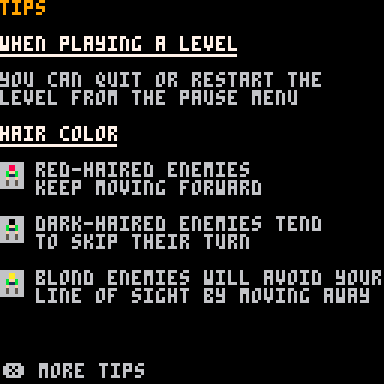 TIPS
WHEN PLAYING A LEVEL
YOU CAN QUIT OR RESTART THE
LEVEL FROM THE PAUSE MENU
HAIR COLOR
RED-HAIRED ENEMIES
KEEP MOVING FORWARD
DARK-HAIRED ENEMIES TEND
TO SKIP THEIR TURN
BLOND ENEMIES WILL AVOID YOUR
LINE OF SIGHT BY MOVING AWAY
MORE TIPS